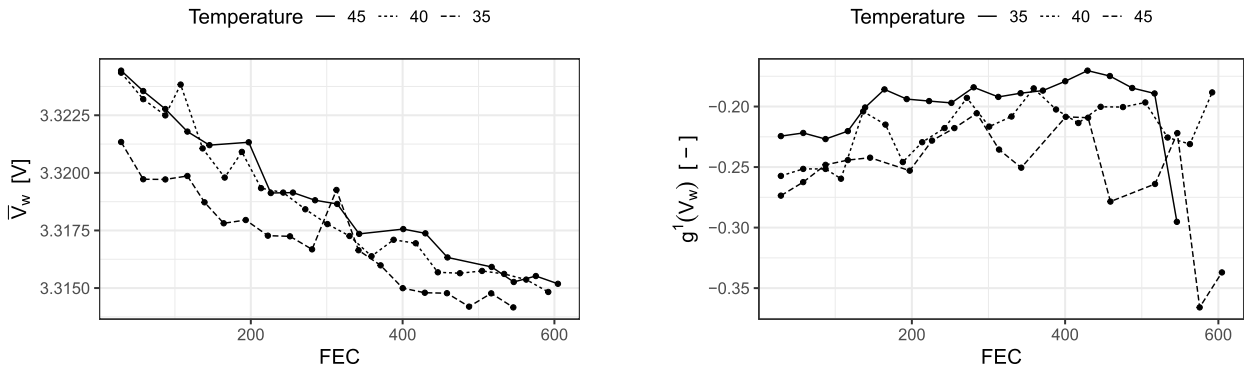 Temperature 45 40 35
3.3225
3.3200
3.3175
3.3150
V̅w [V]
200 400 600
FEC
Temperature 35 40 45
−0.20
−0.25
−0.30
−0.35
g¹(Vw) [−]
200 400 600
FEC